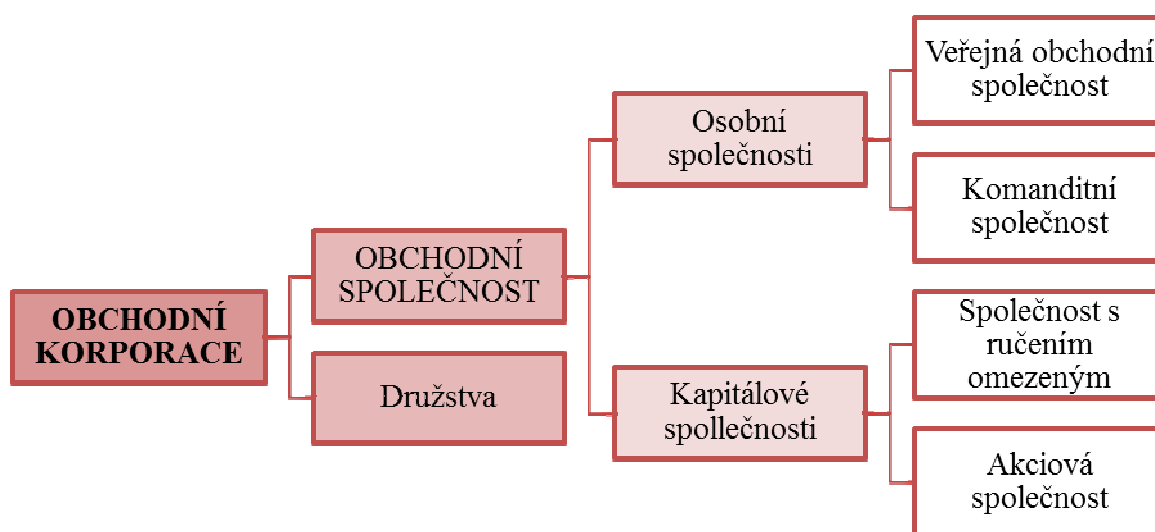 OBCHODNÍ
KORPORACE
OBCHODNÍ
SPOLEČNOST
Družstva
Osobní
společnosti
Kapitálové
spollečnosti
Veřejná obchodní
společnost
Komanditní
společnost
Společnost s
ručením
omezeným
Akciová
společnost